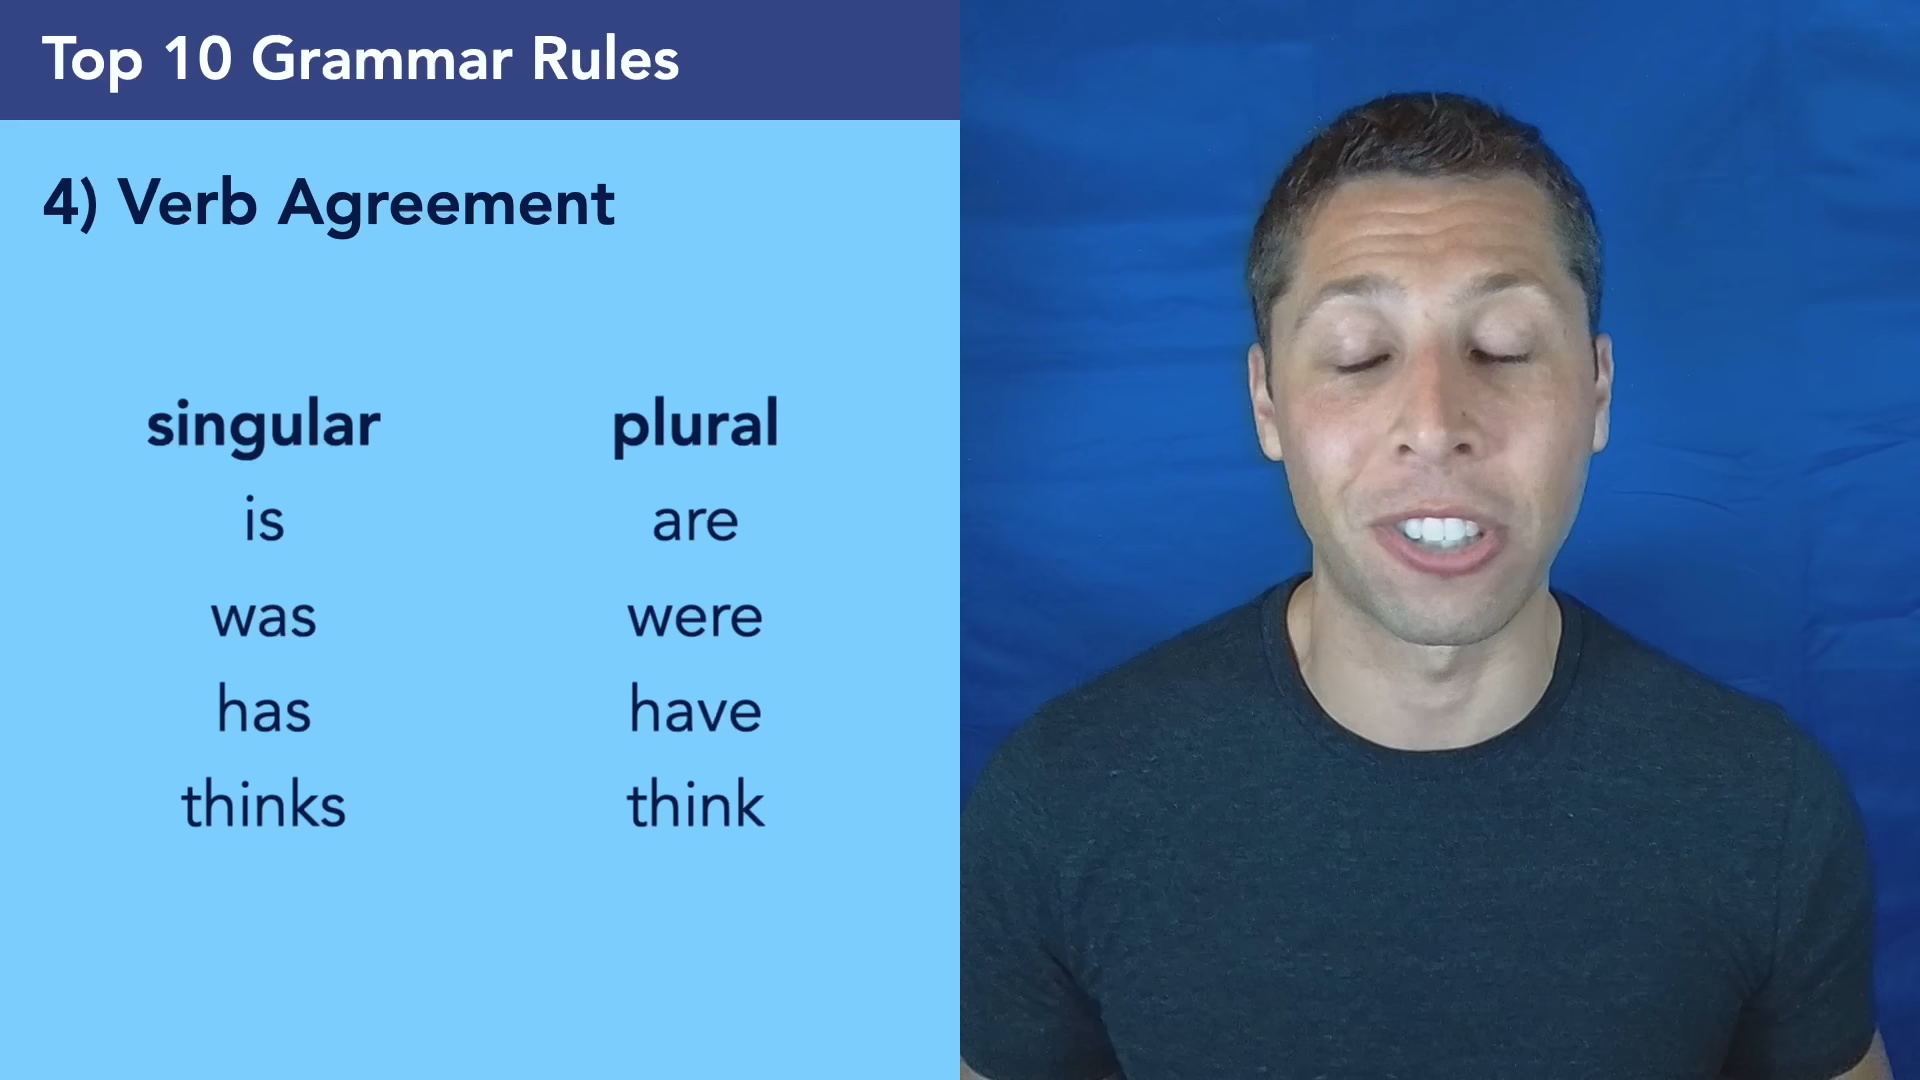 Top 10 Grammar Rules
4) Verb Agreement
singular plural
is are
was were
has have
thinks think